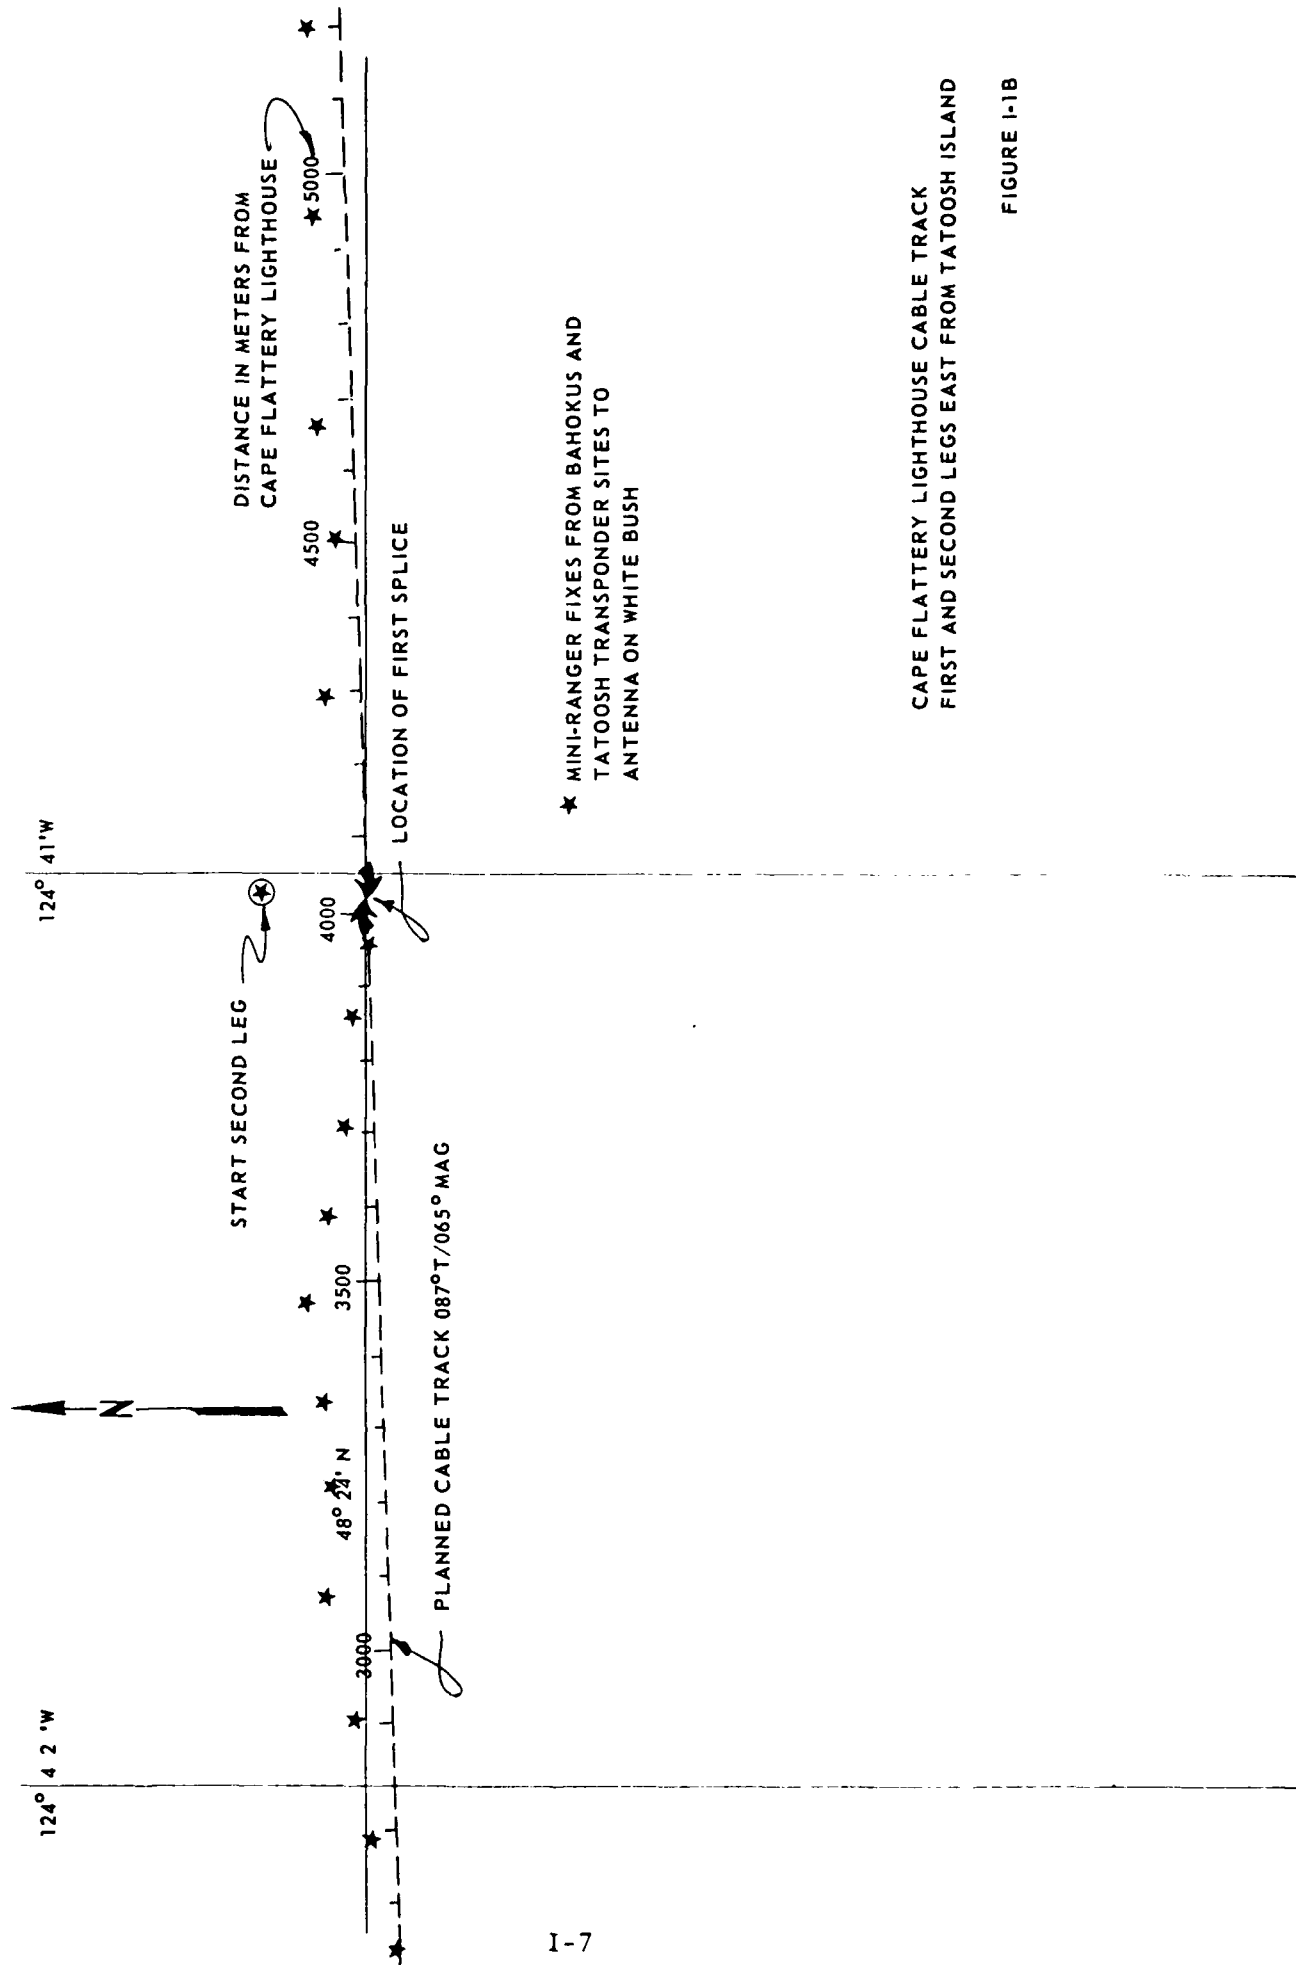 124° 42'W
124° 41'W
START SECOND LEG
DISTANCE IN METERS FROM
CAPE FLATTERY LIGHTHOUSE
N
48° 24' N
3000
3500
4000
4500
5000
LOCATION OF FIRST SPLICE
PLANNED CABLE TRACK 087°T/065° MAG
★ MINI-RANGER FIXES FROM BAHOKUS AND
TATOOSH TRANSPONDER SITES TO
ANTENNA ON WHITE BUSH
CAPE FLATTERY LIGHTHOUSE CABLE TRACK
FIRST AND SECOND LEGS EAST FROM TATOOSH ISLAND
FIGURE I-1B
I-7